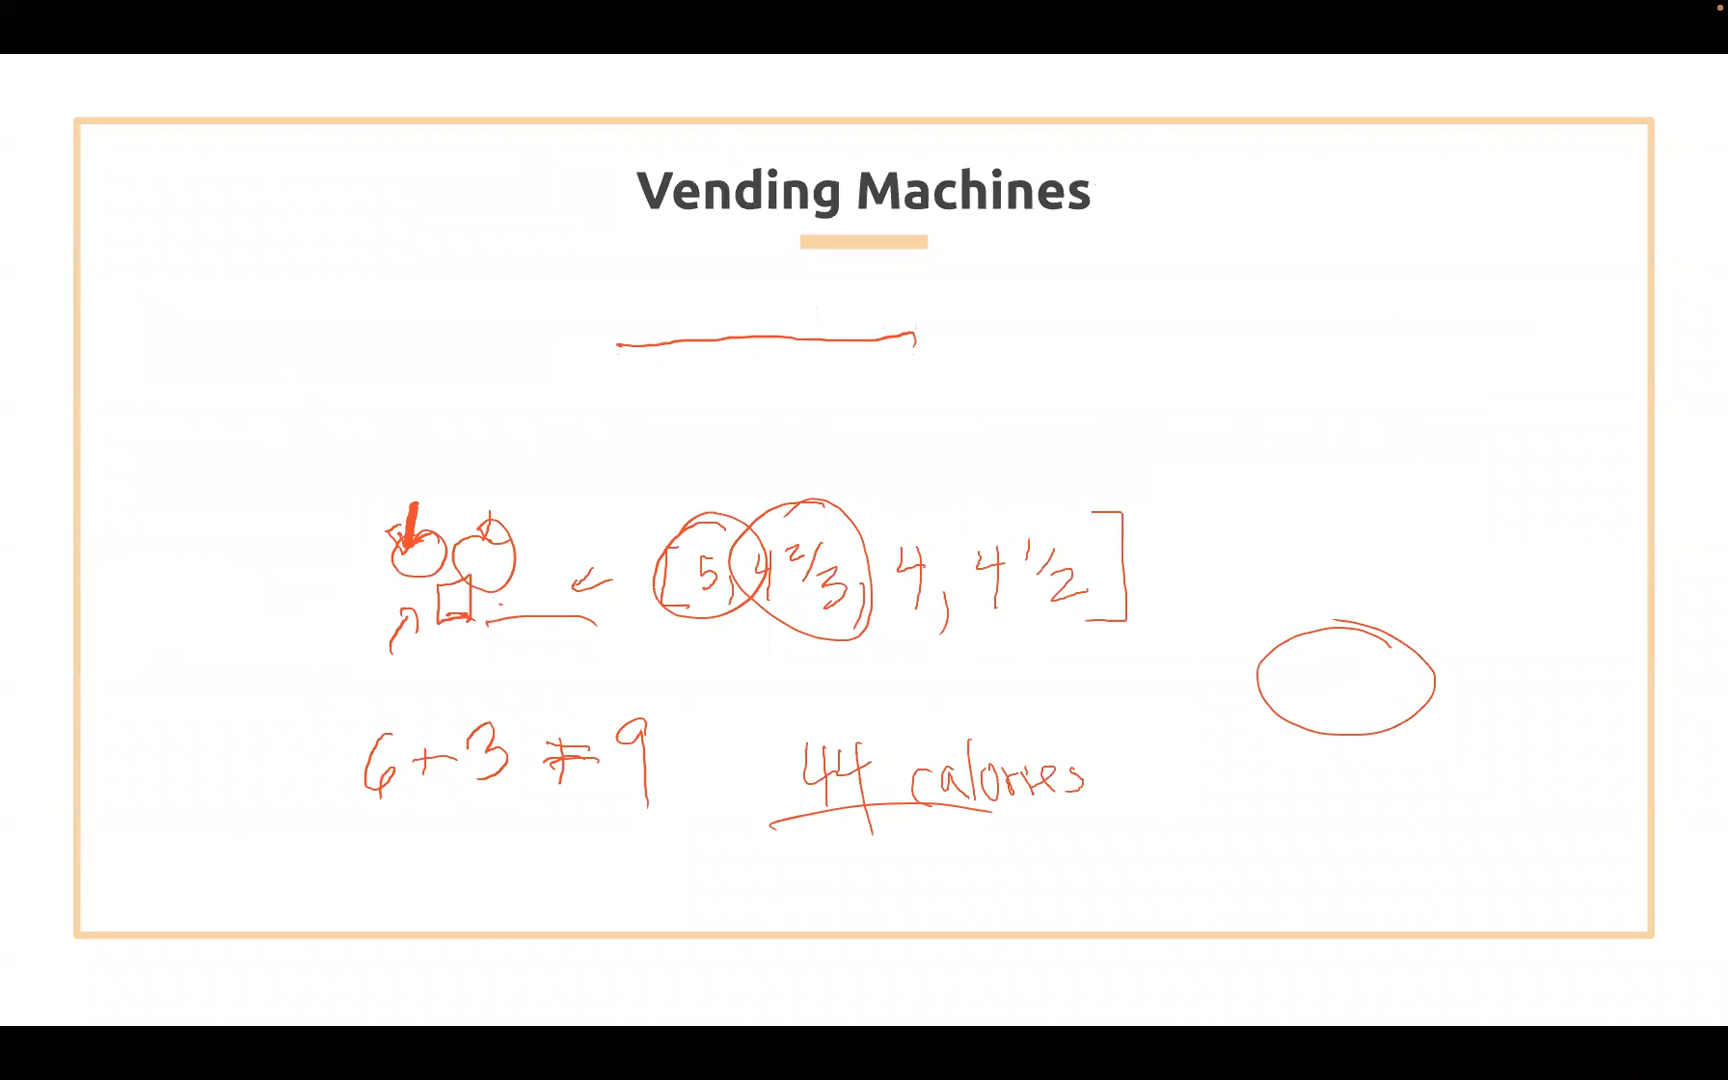 Vending Machines
[5, 4 2/3, 4, 4 1/2]
6 + 3 ≠ 9
44 calories